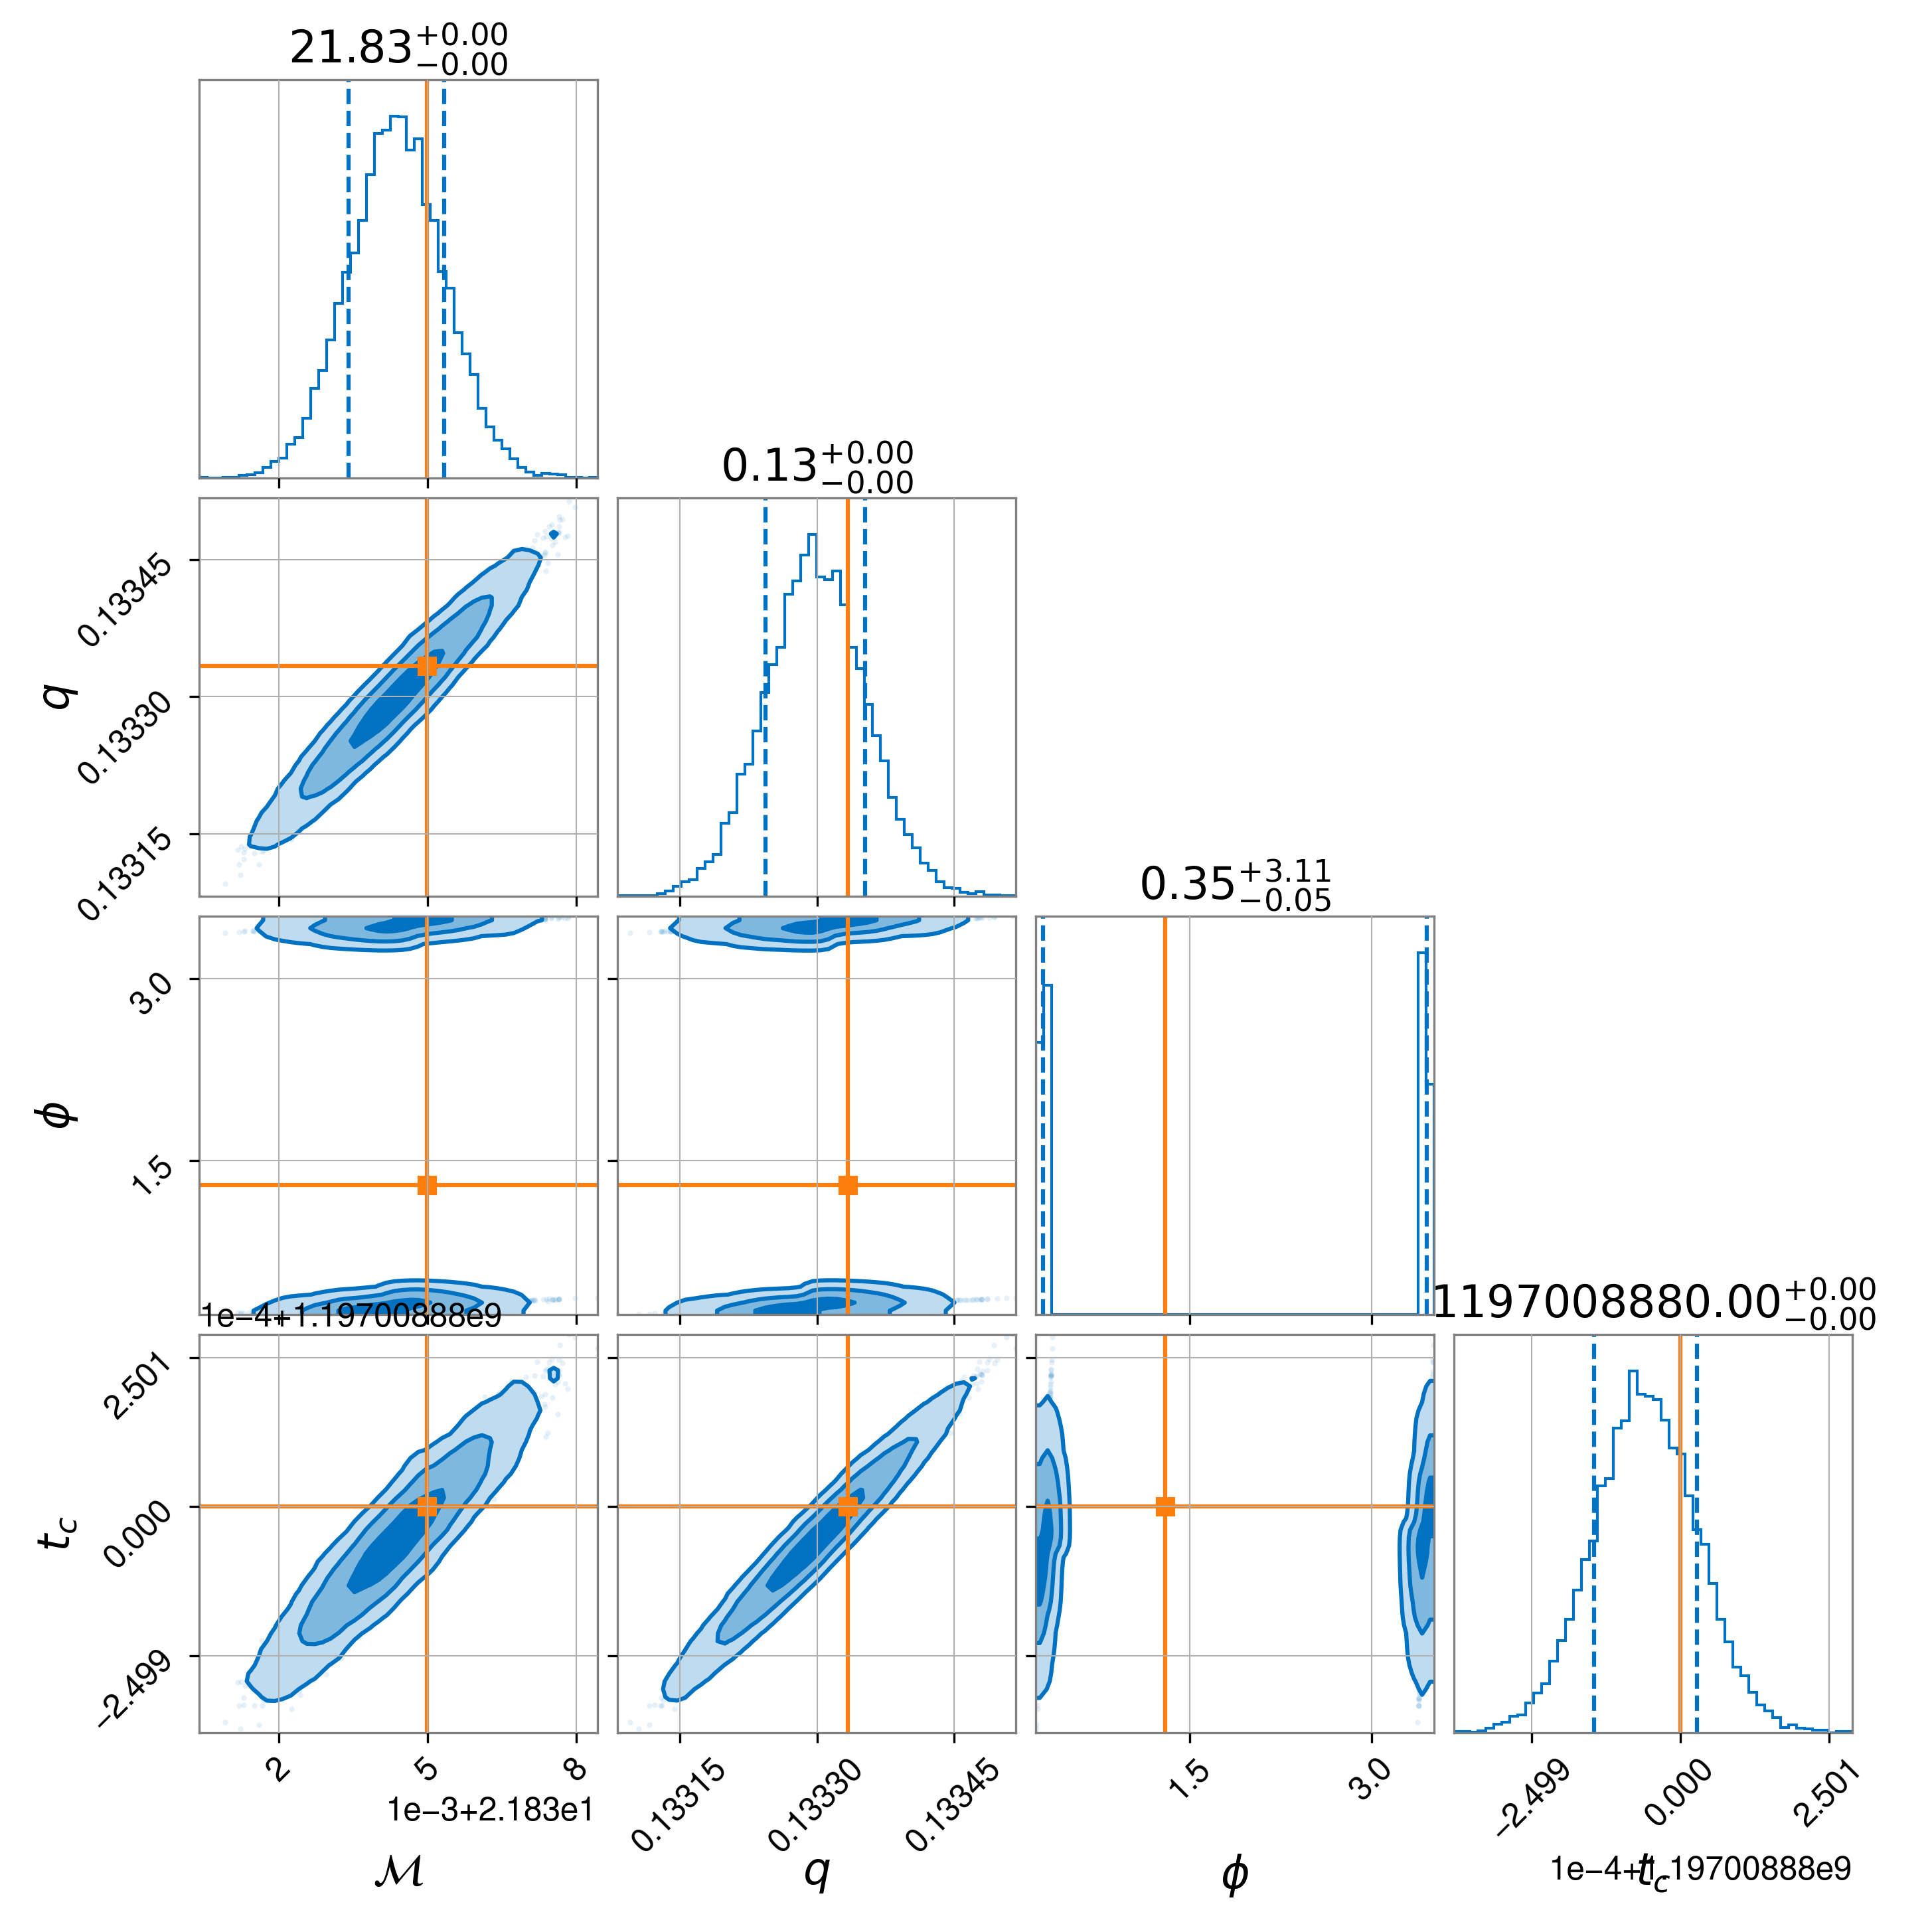 21.83+0.00−0.00
0.13+0.00−0.00
q
0.13345
0.13330
0.13315
0.35+3.11−0.05
ϕ
3.0
1.5
1e−4+1.19700888e9
1197008880.00+0.00−0.00
tc
2.501
0.000
−2.499
2 5 8
1e−3+2.183e1
ℳ
0.13315 0.13330 0.13345
q
1.5 3.0
ϕ
−2.499 0.000 2.501
1e−4+1.19700888e9
tc